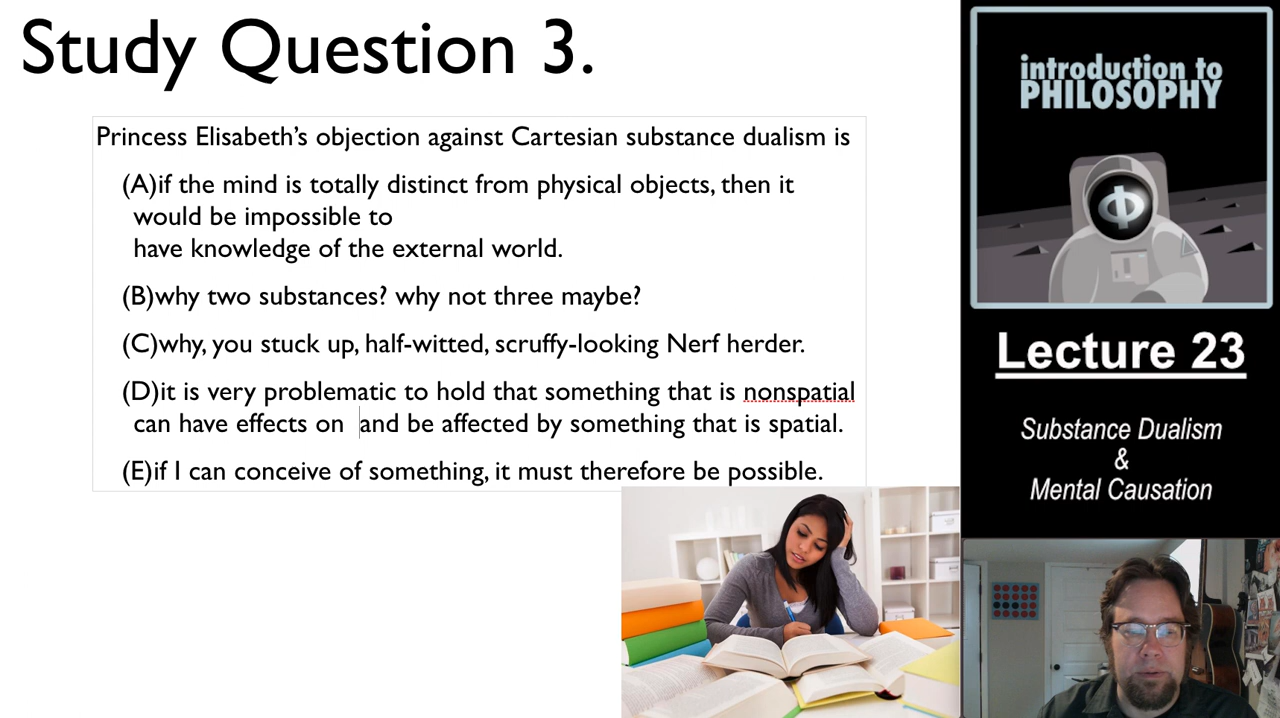 Study Question 3.
Princess Elisabeth's objection against Cartesian substance dualism is
(A)if the mind is totally distinct from physical objects, then it
would be impossible to
have knowledge of the external world.
(B)why two substances? why not three maybe?
(C)why, you stuck up, half-witted, scruffy-looking Nerf herder.
(D)it is very problematic to hold that something that is nonspatial
can have effects on and be affected by something that is spatial.
(E)if I can conceive of something, it must therefore be possible.
introduction to
PHILOSOPHY
Φ
Lecture 23
Substance Dualism
&
Mental Causation